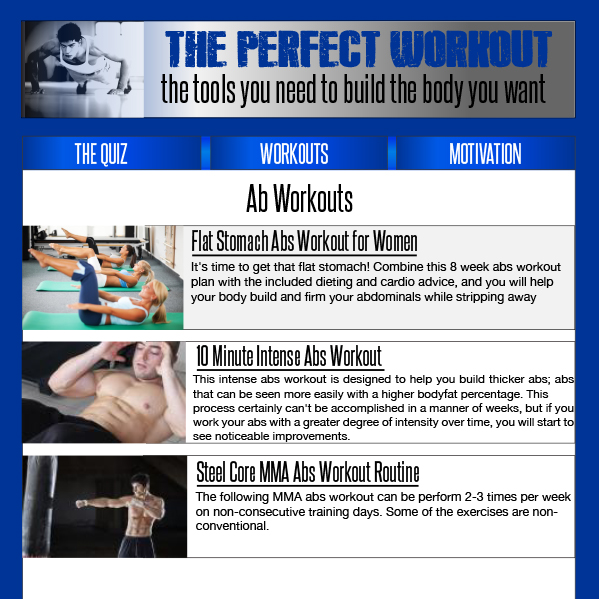 THE PERFECT WORKOUT
the tools you need to build the body you want
THE QUIZ WORKOUTS MOTIVATION
Ab Workouts
Flat Stomach Abs Workout for Women
It's time to get that flat stomach! Combine this 8 week abs workout
plan with the included dieting and cardio advice, and you will help
your body build and firm your abdominals while stripping away
10 Minute Intense Abs Workout
This intense abs workout is designed to help you build thicker abs; abs
that can be seen more easily with a higher bodyfat percentage. This
process certainly can't be accomplished in a manner of weeks, but if you
work your abs with a greater degree of intensity over time, you will start to
see noticeable improvements.
Steel Core MMA Abs Workout Routine
The following MMA abs workout can be perform 2-3 times per week
on non-consecutive training days. Some of the exercises are non-
conventional.